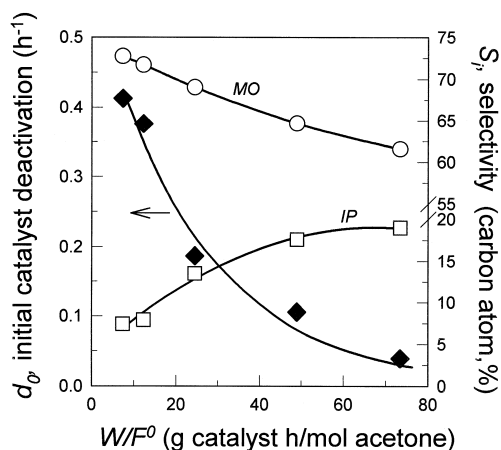 d0, initial catalyst deactivation (h-1)
0.5
0.4
0.3
0.2
0.1
0.0
MO
IP
75
70
65
60
55
20
15
10
5
0
Si, selectivity (carbon atom,%)
0 20 40 60 80
W/F0 (g catalyst h/mol acetone)